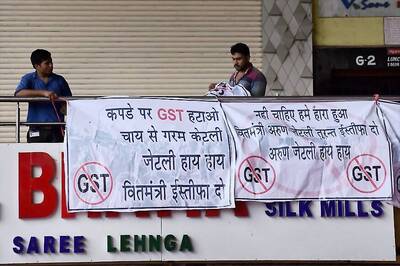 G-2
LUNCH
कपडे पर GST हटाओ
चाय से गरम केटली
जेटली हाय हाय
GST वितमंत्री ईस्तीफा दो
नही चाहिए हमे हारा हुआ
वितमंत्री अरुण जेटली तुरन्त ईस्तीफा दो
अरुण जेटली हाय हाय
GST GST
SILK MILLS
SAREE LEHNGA